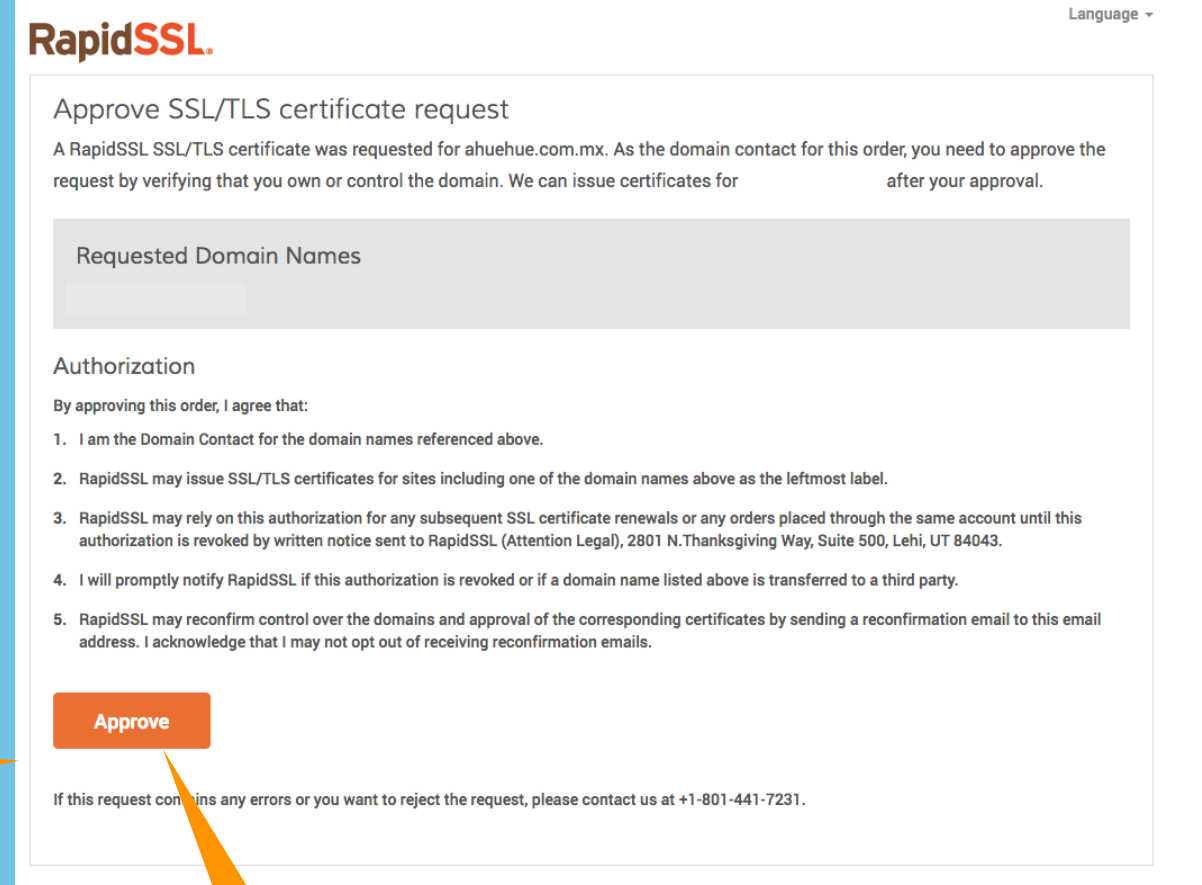 Language
RapidSSL.
Approve SSL/TLS certificate request
A RapidSSL SSL/TLS certificate was requested for ahuehue.com.mx. As the domain contact for this order, you need to approve the
request by verifying that you own or control the domain. We can issue certificates for after your approval.
Requested Domain Names
Authorization
By approving this order, I agree that:
1. I am the Domain Contact for the domain names referenced above.
2. RapidSSL may issue SSL/TLS certificates for sites including one of the domain names above as the leftmost label.
3. RapidSSL may rely on this authorization for any subsequent SSL certificate renewals or any orders placed through the same account until this
authorization is revoked by written notice sent to RapidSSL (Attention Legal), 2801 N.Thanksgiving Way, Suite 500, Lehi, UT 84043.
4. I will promptly notify RapidSSL if this authorization is revoked or if a domain name listed above is transferred to a third party.
5. RapidSSL may reconfirm control over the domains and approval of the corresponding certificates by sending a reconfirmation email to this email
address. I acknowledge that I may not opt out of receiving reconfirmation emails.
Approve
If this request contains any errors or you want to reject the request, please contact us at +1-801-441-7231.